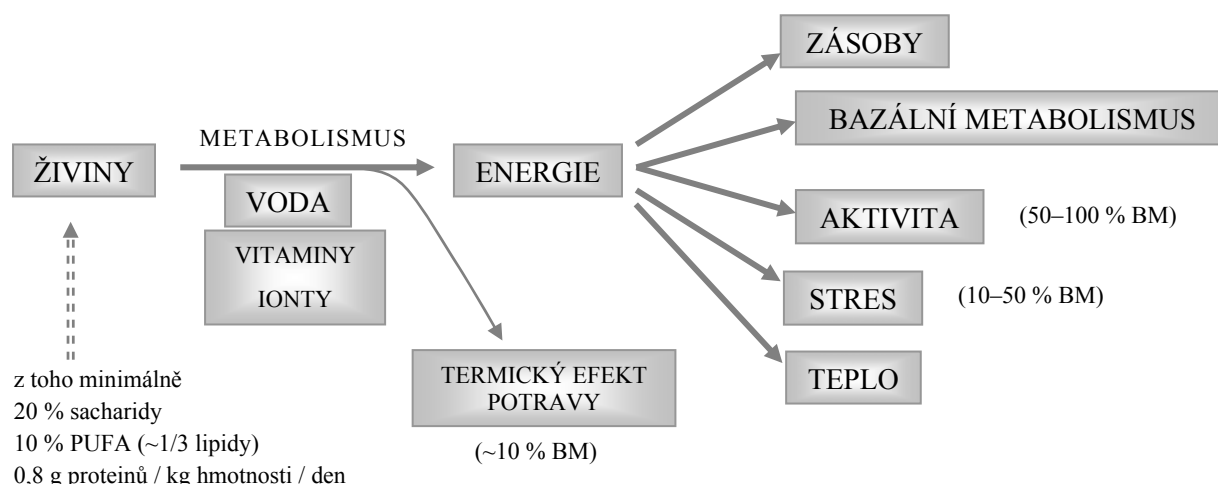 ZÁSOBY
BAZÁLNÍ METABOLISMUS
METABOLISMUS
ŽIVINY
ENERGIE
VODA
AKTIVITA
(50–100 % BM)
VITAMINY
IONTY
STRES
(10–50 % BM)
TERMICKÝ EFEKT
POTRAVY
TEPLO
(~10 % BM)
z toho minimálně
20 % sacharidy
10 % PUFA (~1/3 lipidy)
0,8 g proteinů / kg hmotnosti / den